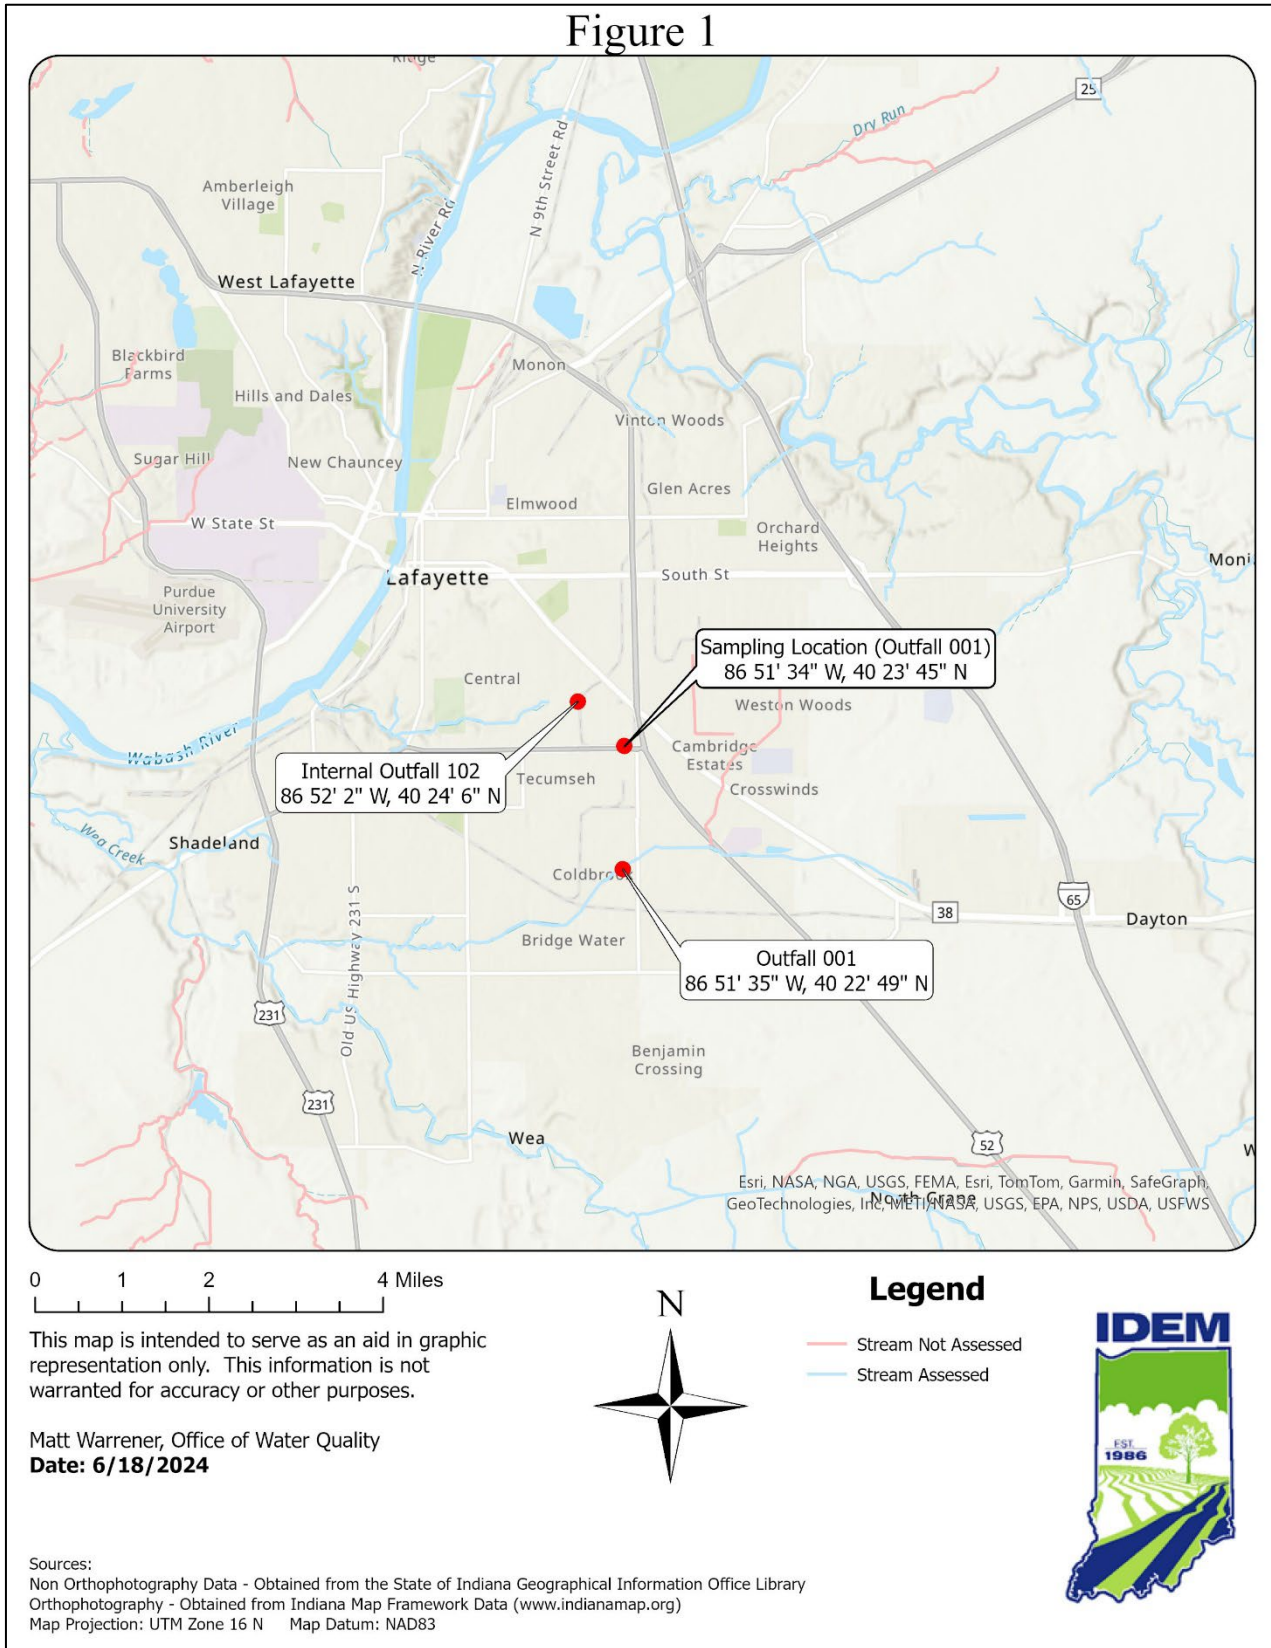 Figure 1
Ridge
25
Dry Run
N 9th Street Rd
Amberleigh
Village
N River Rd
West Lafayette
Blackbird
Farms
Monon
Hills and Dales
Vinton Woods
Sugar Hill
New Chauncey
Glen Acres
Elmwood
W State St
Orchard
Heights
Moni
South St
Lafayette
Purdue
University
Airport
Sampling Location (Outfall 001)
86 51' 34" W, 40 23' 45" N
Central
Weston Woods
Wabash River
Cambridge
Estates
Internal Outfall 102
86 52' 2" W, 40 24' 6" N
Tecumseh
Crosswinds
Wea Creek
Shadeland
Coldbrook
65
38
Dayton
Old US Highway 231 S
Bridge Water
Outfall 001
86 51' 35" W, 40 22' 49" N
231
Benjamin
Crossing
231
Wea
52
W
North Crane
Esri, NASA, NGA, USGS, FEMA, Esri, TomTom, Garmin, SafeGraph,
GeoTechnologies, Inc, METI/NASA, USGS, EPA, NPS, USDA, USFWS
0 1 2 4 Miles
This map is intended to serve as an aid in graphic
representation only. This information is not
warranted for accuracy or other purposes.
Matt Warrener, Office of Water Quality
Date: 6/18/2024
N
Legend
Stream Not Assessed
Stream Assessed
IDEM
EST.
1986
Sources:
Non Orthophotography Data - Obtained from the State of Indiana Geographical Information Office Library
Orthophotography - Obtained from Indiana Map Framework Data (www.indianamap.org)
Map Projection: UTM Zone 16 N Map Datum: NAD83